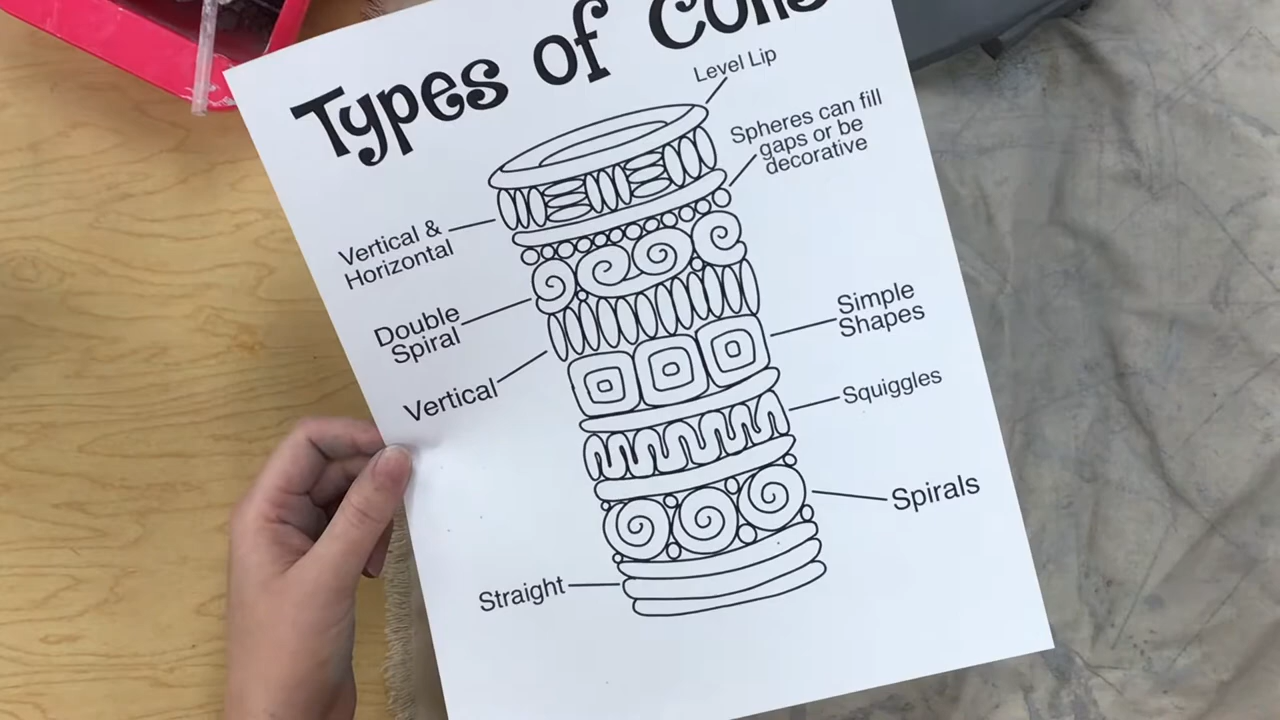 Types of Coils
Level Lip
Spheres can fill
gaps or be
decorative
Vertical &
Horizontal
Double
Spiral
Simple
Shapes
Vertical
Squiggles
Spirals
Straight